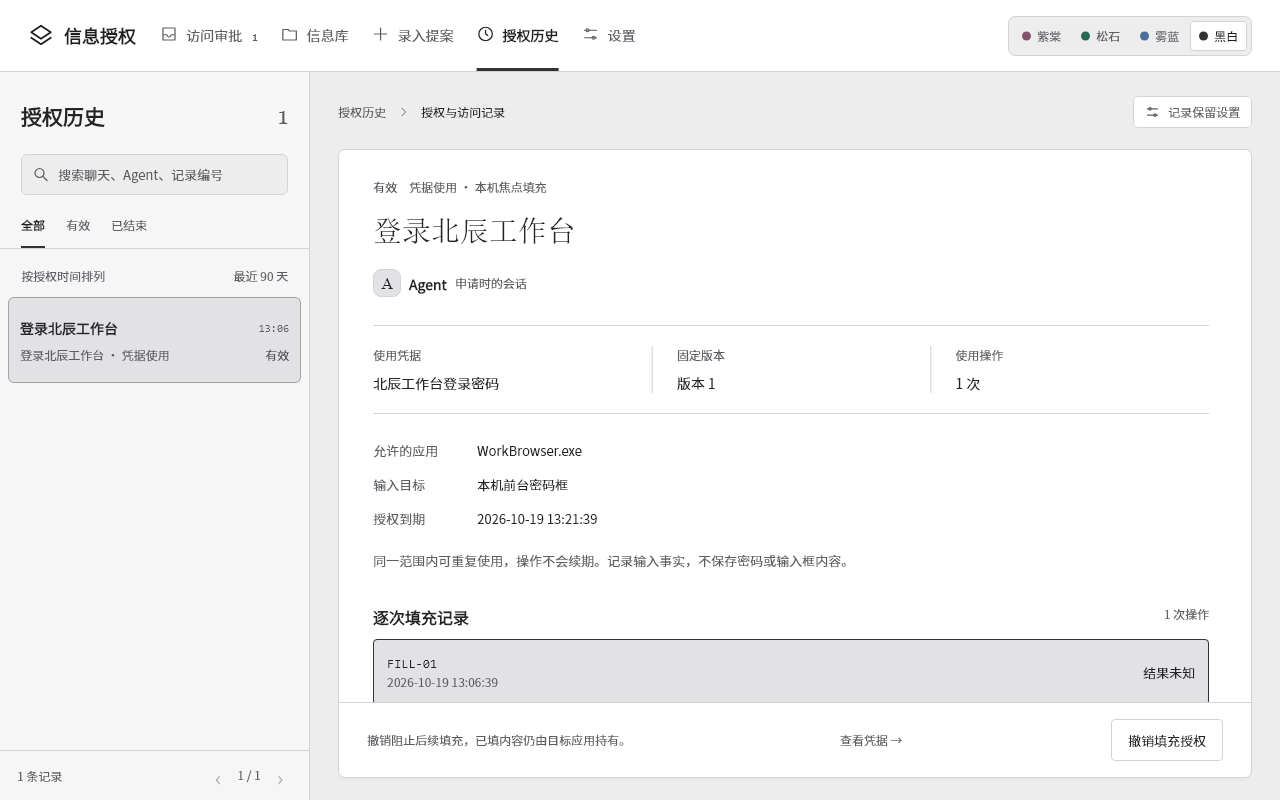 信息授权
访问审批 1
信息库
录入提案
授权历史
设置
紫棠
松石
雾蓝
黑白
授权历史 1
搜索聊天、Agent、记录编号
全部 有效 已结束
按授权时间排列 最近 90 天
登录北辰工作台 13:06
登录北辰工作台 · 凭据使用 有效
1 条记录 ‹ 1 / 1 ›
授权历史 > 授权与访问记录
记录保留设置
有效 凭据使用 · 本机焦点填充
登录北辰工作台
A Agent 申请时的会话
使用凭据 固定版本 使用操作
北辰工作台登录密码 版本 1 1 次
允许的应用 WorkBrowser.exe
输入目标 本机前台密码框
授权到期 2026-10-19 13:21:39
同一范围内可重复使用，操作不会续期。记录输入事实，不保存密码或输入框内容。
逐次填充记录 1 次操作
FILL-01
2026-10-19 13:06:39
结果未知
撤销阻止后续填充，已填内容仍由目标应用持有。 查看凭据 → 撤销填充授权